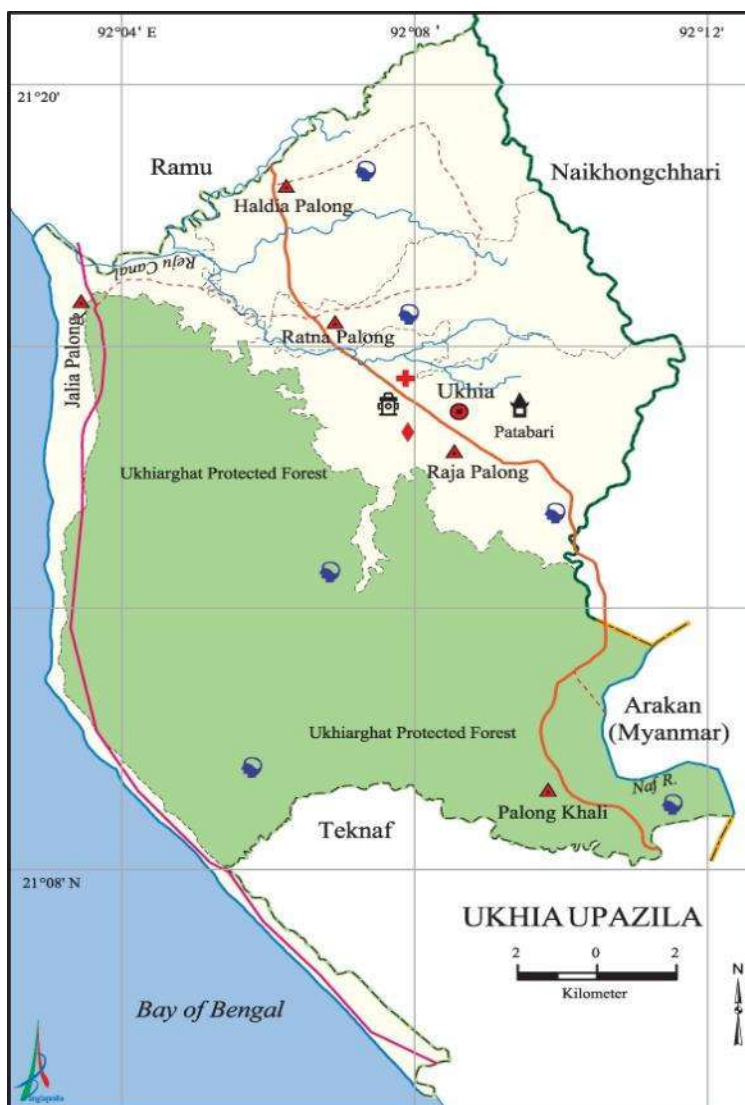 92°04' E
92°08'
92°12'
21°20'
Ramu
Naikhongchhari
Haldia Palong
Reju Canal
Ratna Palong
Jalia Palong
Ukhia
Patabari
Raja Palong
Ukhiarghat Protected Forest
Arakan
(Myanmar)
Ukhiarghat Protected Forest
Naf R.
Palong Khali
Teknaf
21°08' N
UKHIA UPAZILA
2 0 2
Kilometer
N
Bay of Bengal